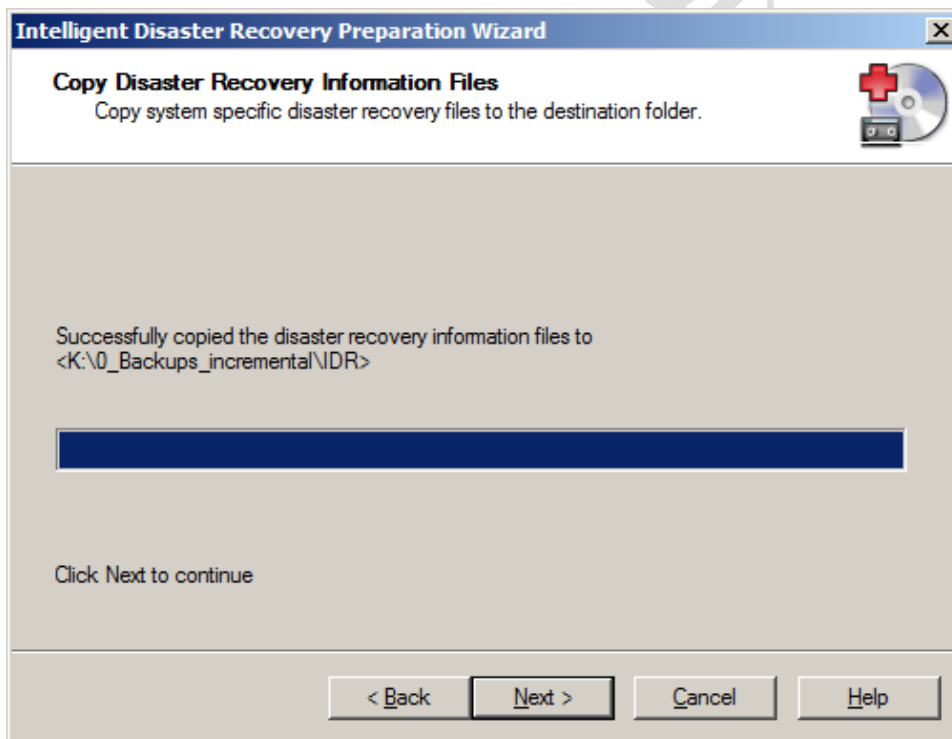 Intelligent Disaster Recovery Preparation Wizard
Copy Disaster Recovery Information Files
Copy system specific disaster recovery files to the destination folder.
Successfully copied the disaster recovery information files to
<K:\0_Backups_incremental\IDR>
Click Next to continue
< Back Next > Cancel Help